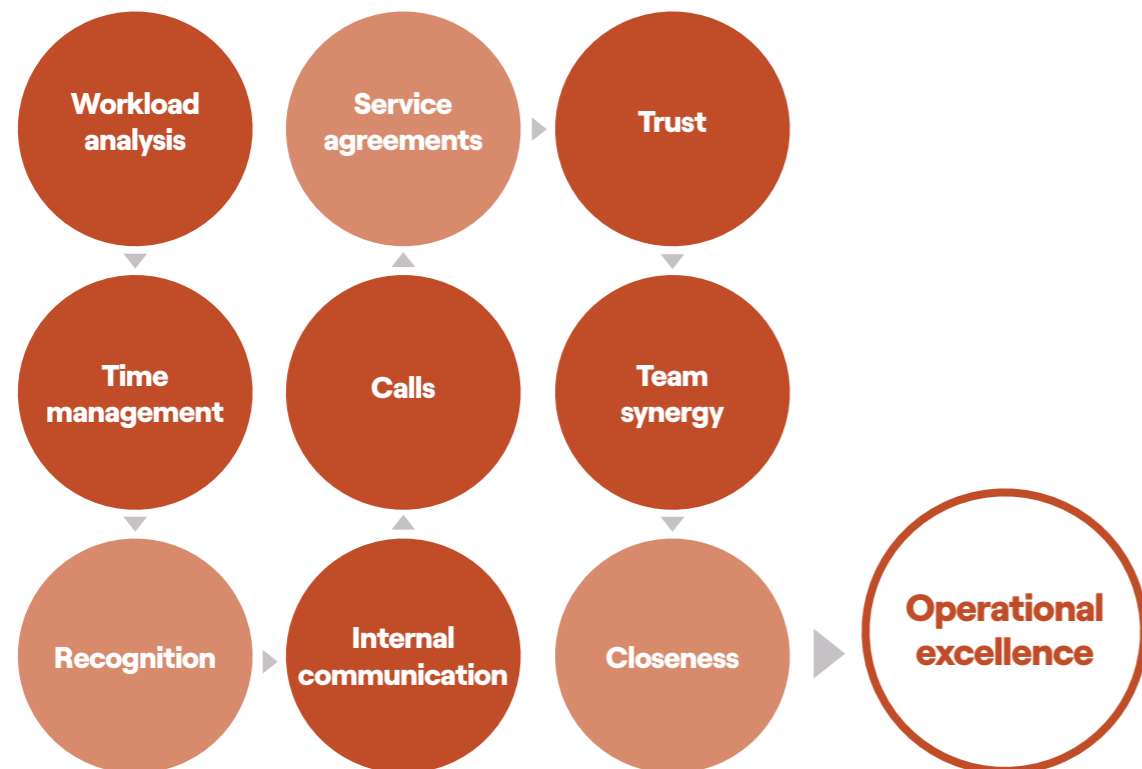 Workload
analysis
Time
management
Recognition
Internal
communication
Calls
Service
agreements
Trust
Team
synergy
Closeness
Operational
excellence